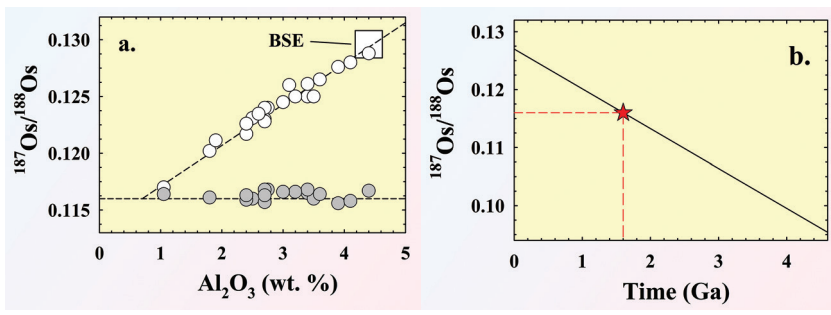 a.
BSE
0.130
0.125
0.120
0.115
¹⁸⁷Os/¹⁸⁸Os
0 1 2 3 4 5
Al₂O₃ (wt. %)
b.
0.13
0.12
0.11
0.10
¹⁸⁷Os/¹⁸⁸Os
0 1 2 3 4
Time (Ga)